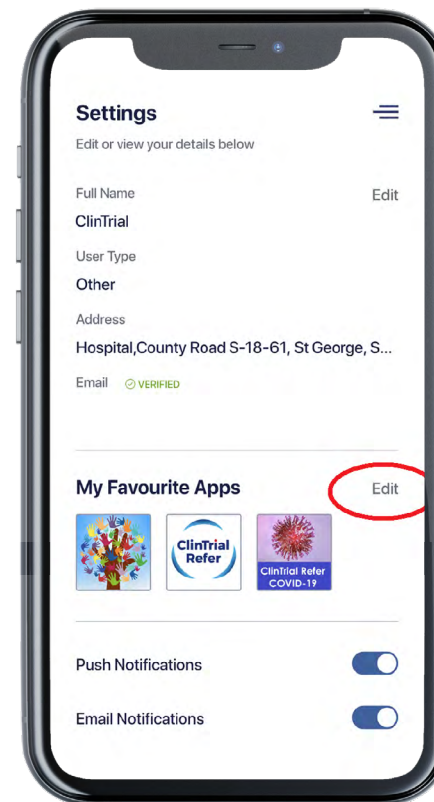 Settings
Edit or view your details below
Full Name
Edit
ClinTrial
User Type
Other
Address
Hospital,County Road S-18-61, St George, S...
Email VERIFIED
My Favourite Apps
Edit
ClinTrial
Refer
ClinTrial Refer
COVID-19
Push Notifications
Email Notifications